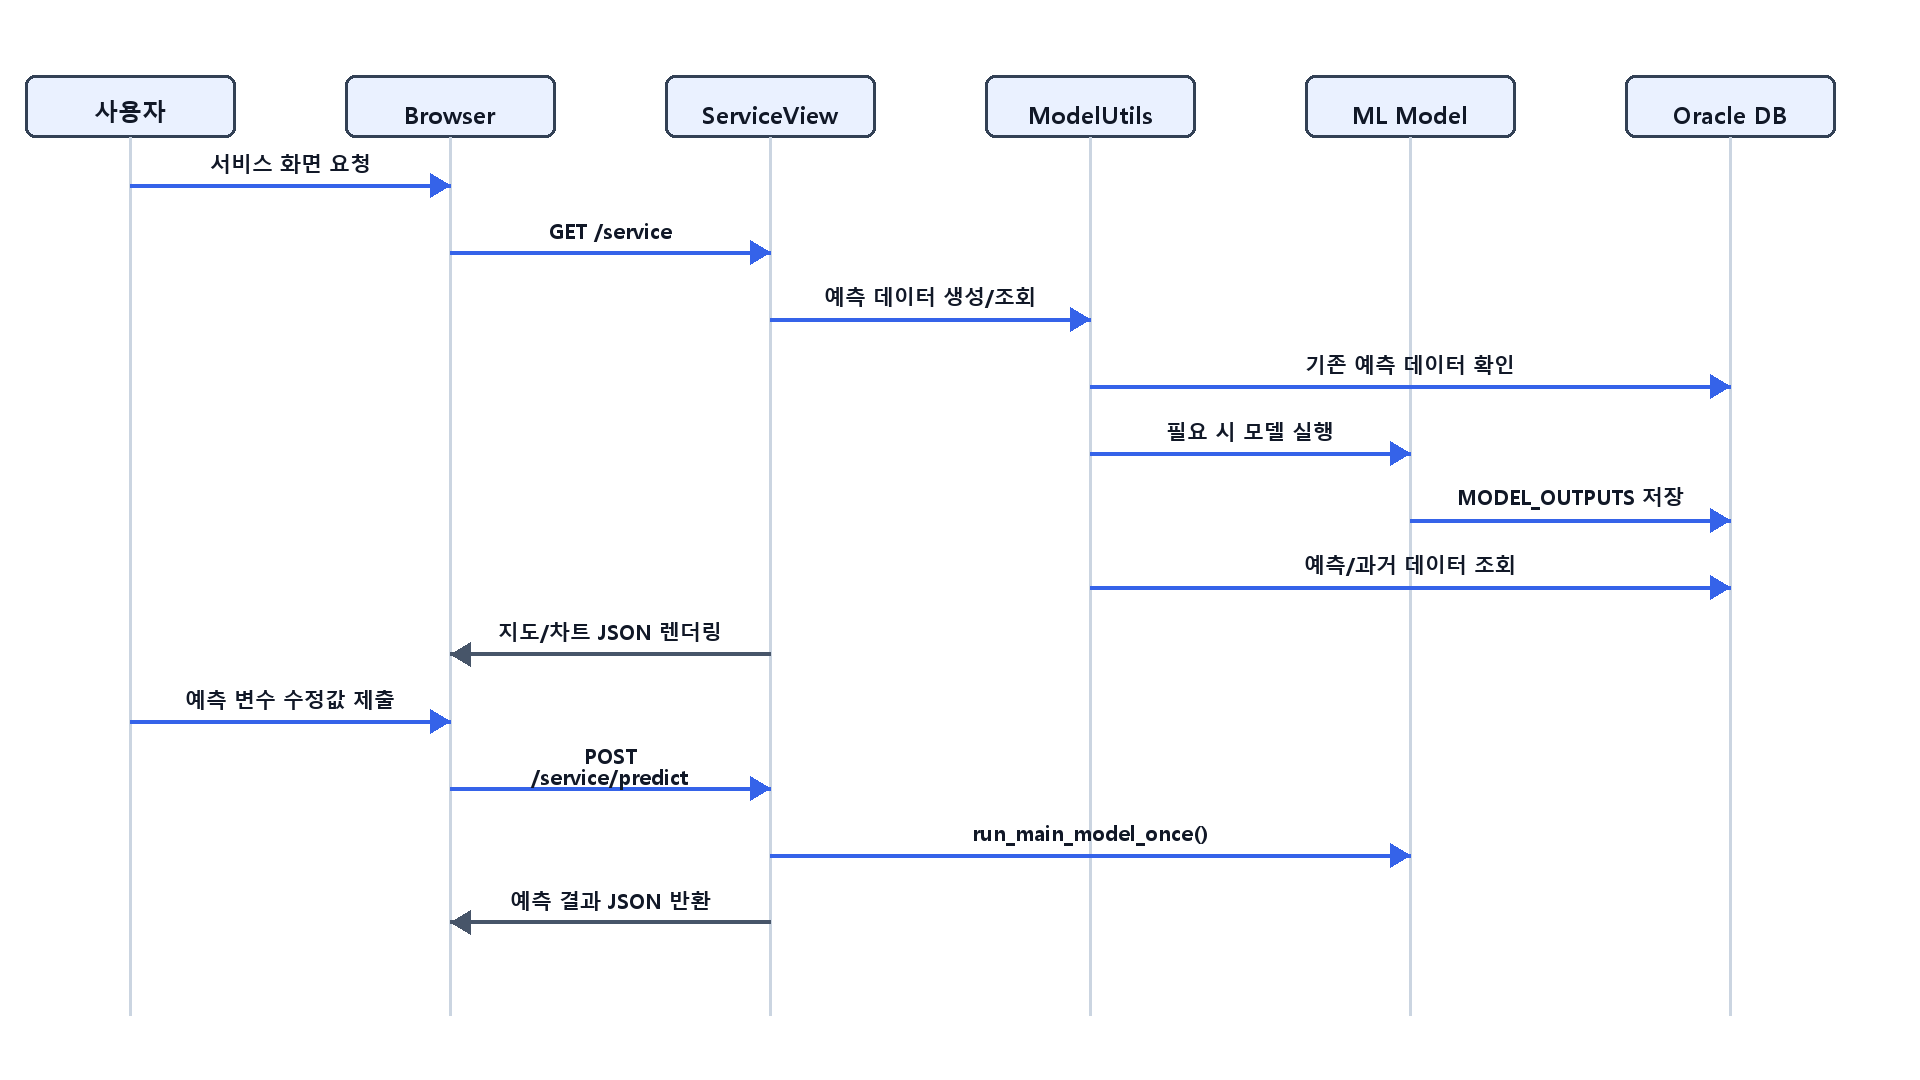 사용자
Browser
ServiceView
ModelUtils
ML Model
Oracle DB
서비스 화면 요청
GET /service
예측 데이터 생성/조회
기존 예측 데이터 확인
필요 시 모델 실행
MODEL_OUTPUTS 저장
예측/과거 데이터 조회
지도/차트 JSON 렌더링
예측 변수 수정값 제출
POST
/service/predict
run_main_model_once()
예측 결과 JSON 반환